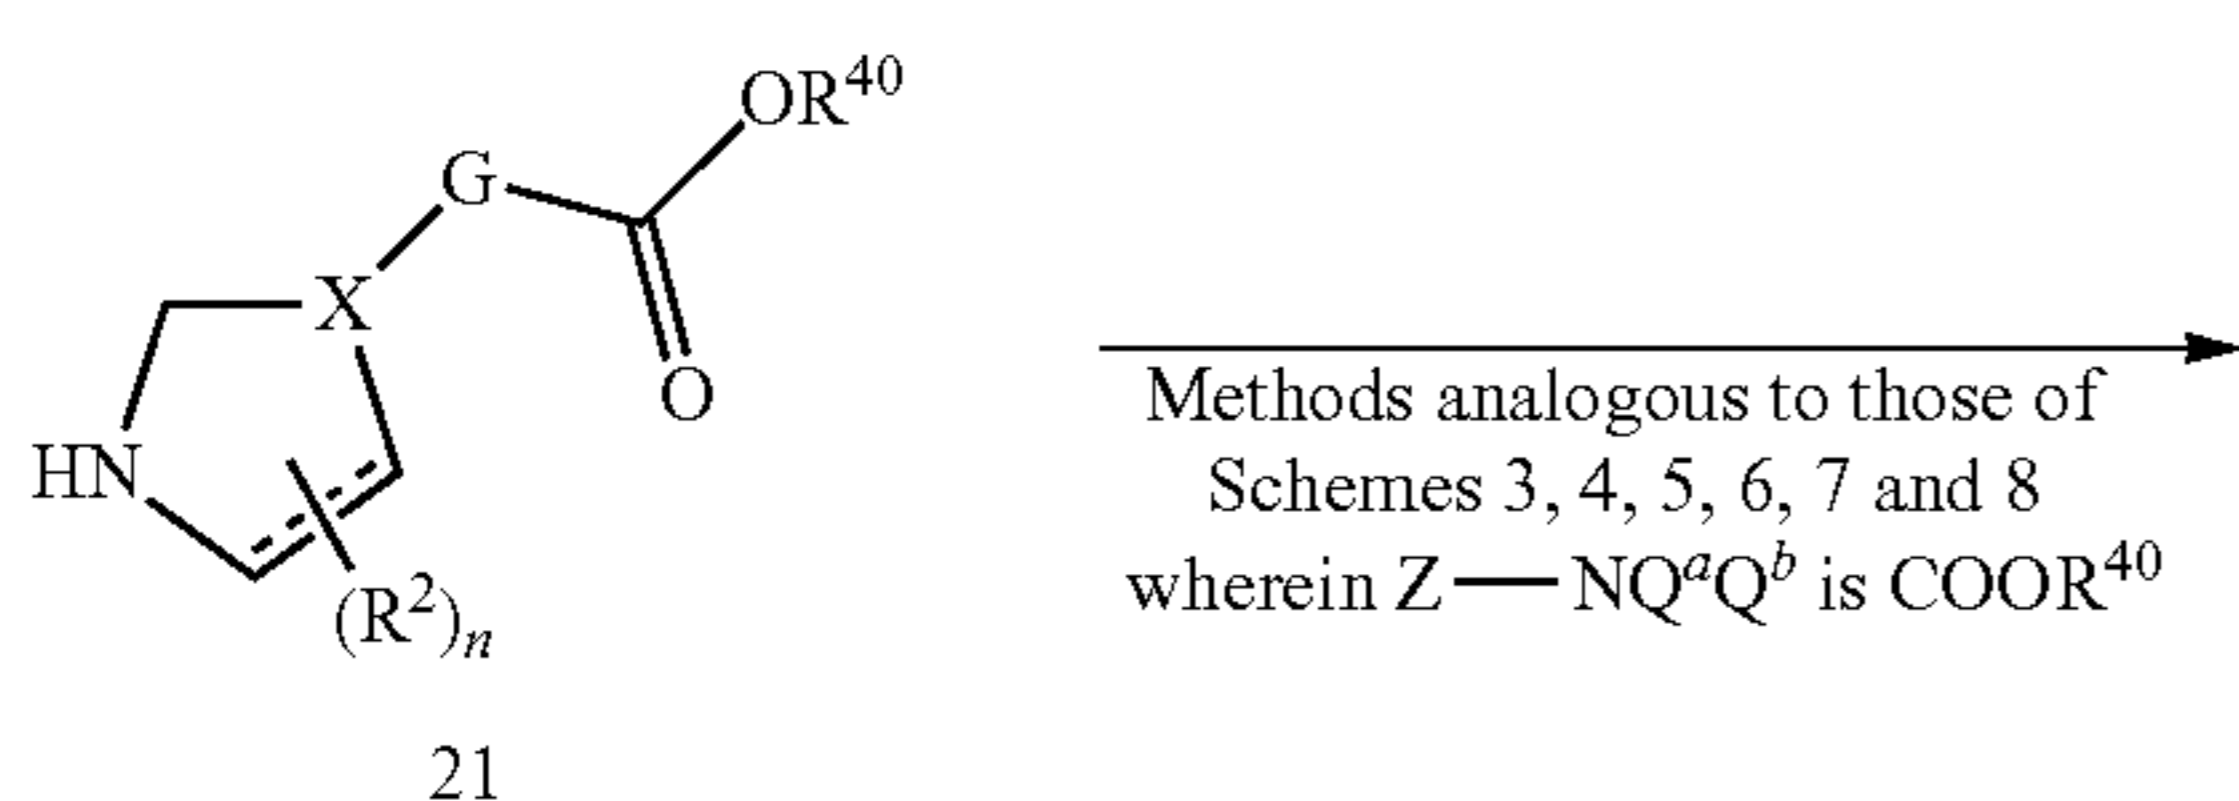 OR⁴⁰
G
X
O
HN
(R²)ₙ
21
Methods analogous to those of
Schemes 3, 4, 5, 6, 7 and 8
wherein Z—NQᵃQᵇ is COOR⁴⁰